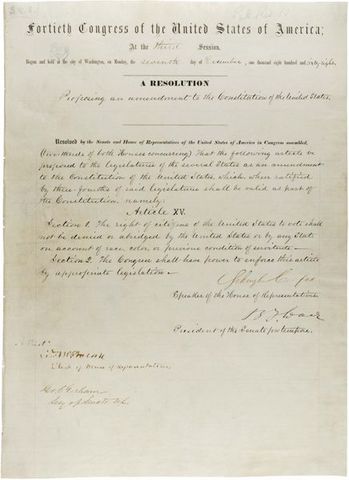 Fortieth Congress of the United States of America;
At the third Session,
Begun and held at the city of Washington, on Monday, the seventh day of December, one thousand eight hundred and sixty-eight.
A RESOLUTION
Proposing an amendment to the Constitution of the United States.
Resolved by the Senate and House of Representatives of the United States of America in Congress assembled,
(two-thirds of both Houses concurring) That the following article be
proposed to the legislatures of the several States as an amendment
to the Constitution of the United States, which, when ratified
by three-fourths of said legislatures shall be valid as part of
the Constitution, namely:
Article XV.
Section 1. The right of citizens of the United States to vote shall
not be denied or abridged by the United States or by any State
on account of race, color, or previous condition of servitude—
Section 2. The Congress shall have power to enforce this article
by appropriate legislation—
Speaker of the House of Representatives
President of the Senate pro tempore.
Attest:
Clerk of House of Representatives
Geo. C. Gorham
Secy of Senate U.S.